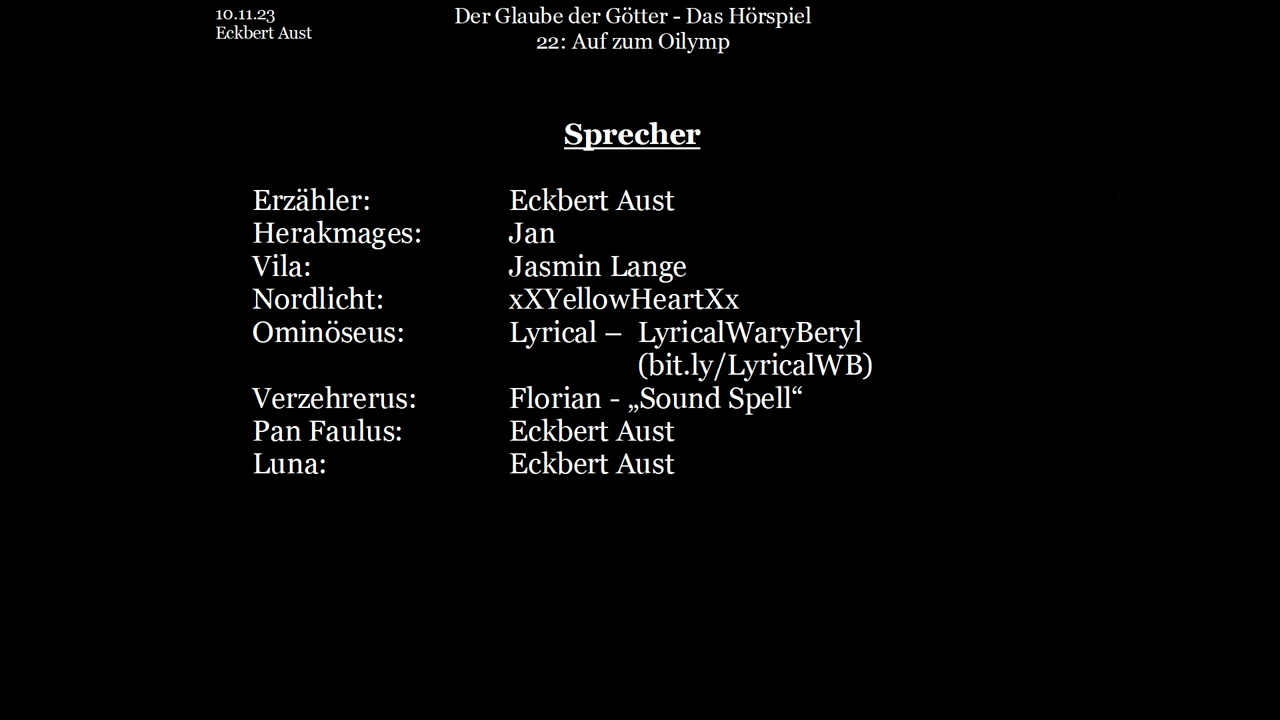 10.11.23
Eckbert Aust
Der Glaube der Götter - Das Hörspiel
22: Auf zum Oilymp
Sprecher
Erzähler: Eckbert Aust
Herakmages: Jan
Vila: Jasmin Lange
Nordlicht: xXYellowHeartXx
Ominöseus: Lyrical – LyricalWaryBeryl
(bit.ly/LyricalWB)
Verzehrerus: Florian - „Sound Spell“
Pan Faulus: Eckbert Aust
Luna: Eckbert Aust